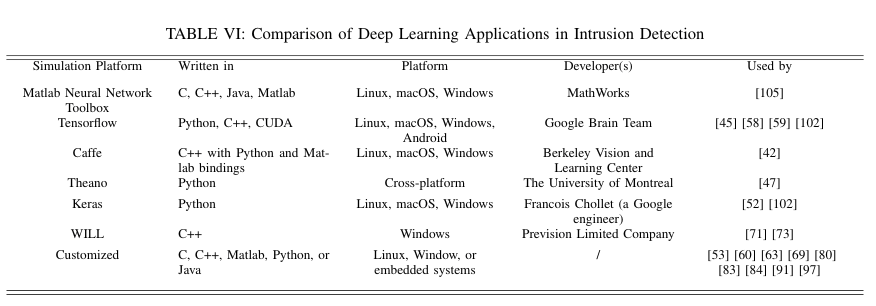 TABLE VI: Comparison of Deep Learning Applications in Intrusion Detection
Simulation Platform Written in Platform Developer(s) Used by
Matlab Neural Network C, C++, Java, Matlab Linux, macOS, Windows MathWorks [105]
Toolbox
Tensorflow Python, C++, CUDA Linux, macOS, Windows, Google Brain Team [45] [58] [59] [102]
Android
Caffe C++ with Python and Mat- Linux, macOS, Windows Berkeley Vision and [42]
lab bindings Learning Center
Theano Python Cross-platform The University of Montreal [47]
Keras Python Linux, macOS, Windows Francois Chollet (a Google [52] [102]
engineer)
WILL C++ Windows Prevision Limited Company [71] [73]
Customized C, C++, Matlab, Python, or Linux, Window, or / [53] [60] [63] [69] [80]
Java embedded systems [83] [84] [91] [97]